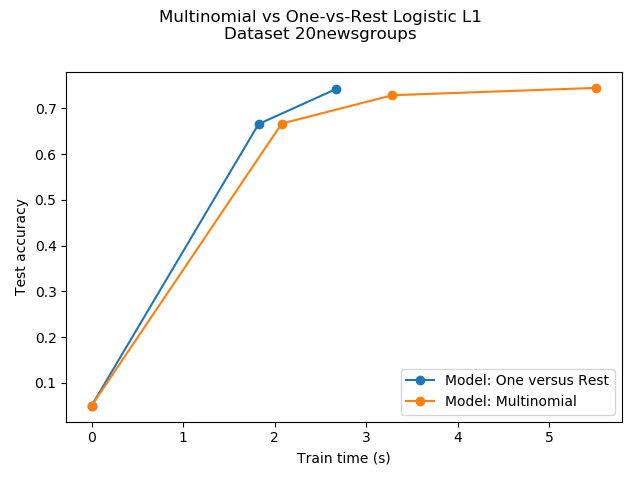 Multinomial vs One-vs-Rest Logistic L1
Dataset 20newsgroups
0.7
0.6
0.5
0.4
0.3
0.2
0.1
Test accuracy
0 1 2 3 4 5
Train time (s)
Model: One versus Rest
Model: Multinomial